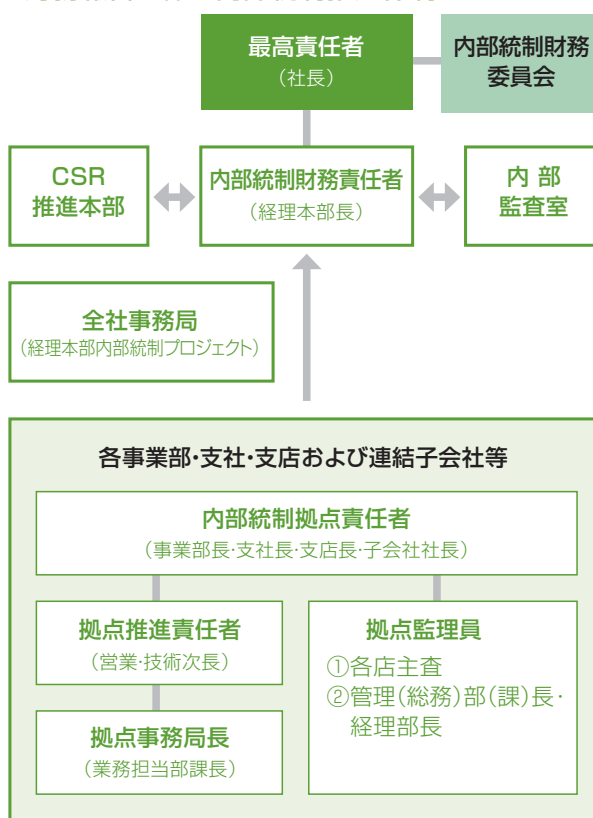 最高責任者
（社長）
内部統制財務
委員会
CSR
推進本部
内部統制財務責任者
（経理本部長）
内 部
監査室
全社事務局
（経理本部内部統制プロジェクト）
各事業部・支社・支店および連結子会社等
内部統制拠点責任者
（事業部長・支社長・支店長・子会社社長）
拠点推進責任者
（営業・技術次長）
拠点事務局長
（業務担当部課長）
拠点監理員
①各店主査
②管理（総務）部（課）長・
経理部長